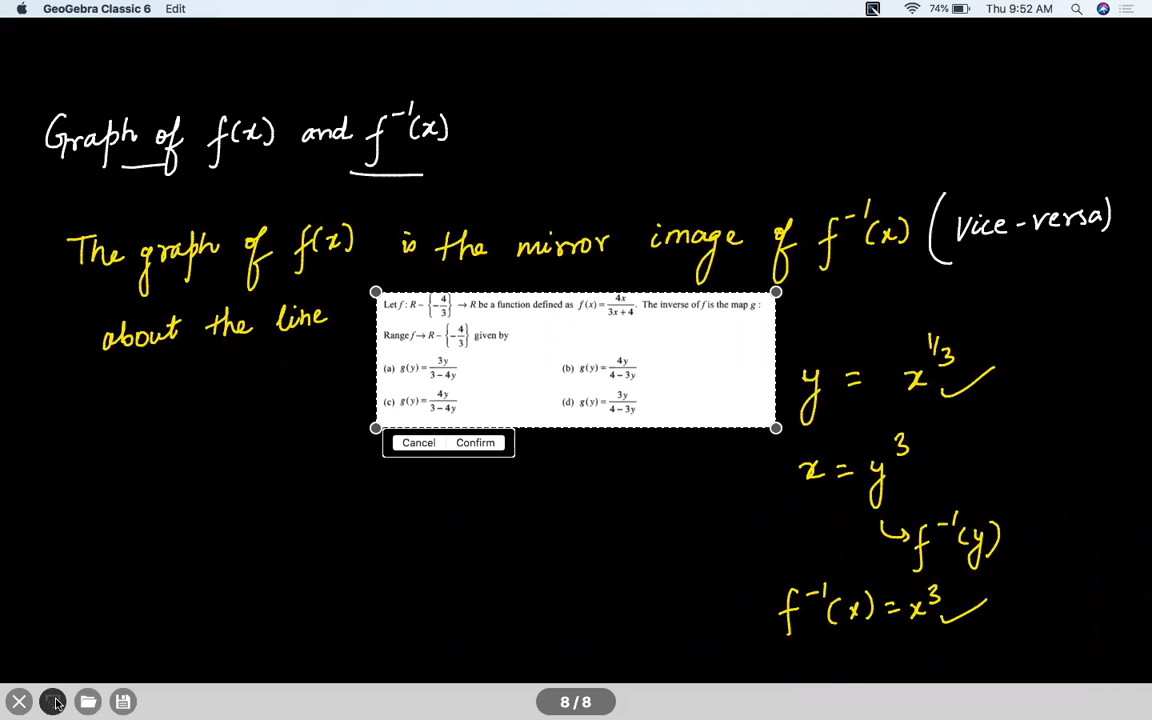 GeoGebra Classic 6 Edit 74% Thu 9:52 AM
Graph of f(x) and f⁻¹(x)
The graph of f(x) is the mirror image of f⁻¹(x) (vice-versa)
about the line
Let f : R – {–4/3} → R be a function defined as f(x) = 4x/(3x + 4). The inverse of f is the map g :
Range f → R – {–4/3} given by
(a) g(y) = 3y/(3 – 4y) (b) g(y) = 4y/(4 – 3y)
(c) g(y) = 4y/(3 – 4y) (d) g(y) = 3y/(4 – 3y)
Cancel Confirm
y = x^1/3
x = y³
f⁻¹(y)
f⁻¹(x) = x³
8 / 8